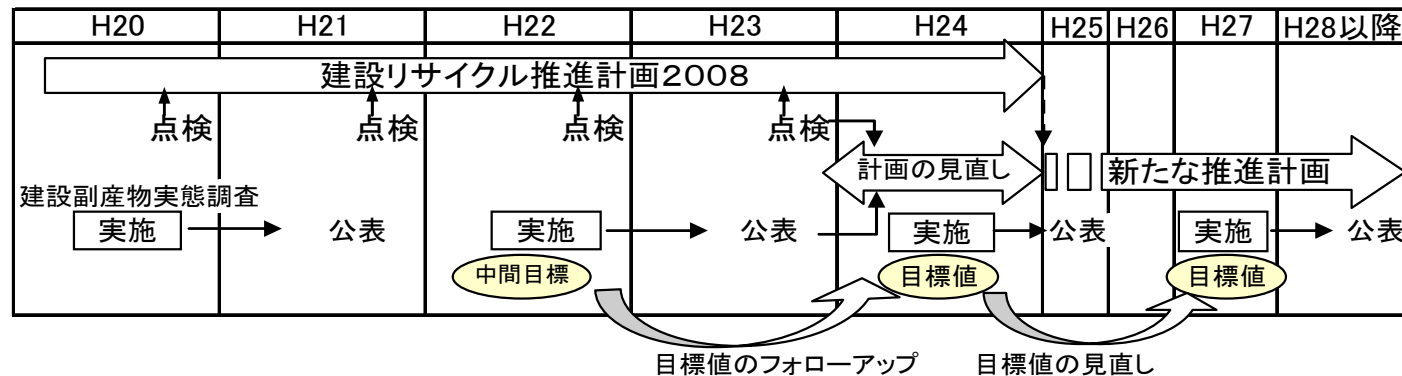 H20 H21 H22 H23 H24 H25 H26 H27 H28以降
建設リサイクル推進計画2008
点検 点検 点検 点検
計画の見直し 新たな推進計画
建設副産物実態調査
実施 公表 実施 公表 実施 公表 実施 公表
中間目標 目標値 目標値
目標値のフォローアップ 目標値の見直し